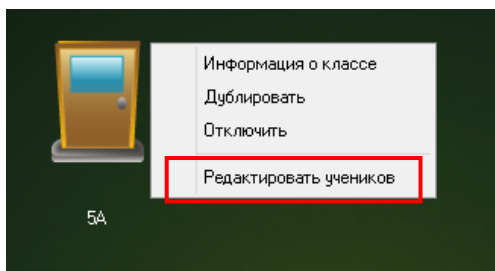 Информация о классе
Дублировать
Отключить
Редактировать учеников
5А